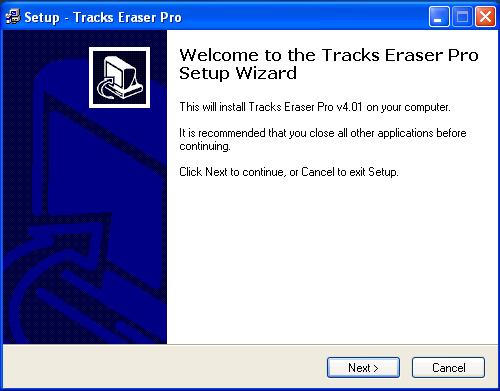 Setup - Tracks Eraser Pro
Welcome to the Tracks Eraser Pro
Setup Wizard
This will install Tracks Eraser Pro v4.01 on your computer.
It is recommended that you close all other applications before
continuing.
Click Next to continue, or Cancel to exit Setup.
Next >
Cancel